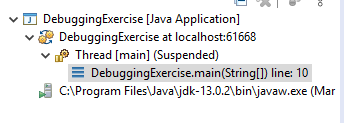 DebuggingExercise [Java Application]
DebuggingExercise at localhost:61668
Thread [main] (Suspended)
DebuggingExercise.main(String[]) line: 10
C:\Program Files\Java\jdk-13.0.2\bin\javaw.exe (Mar